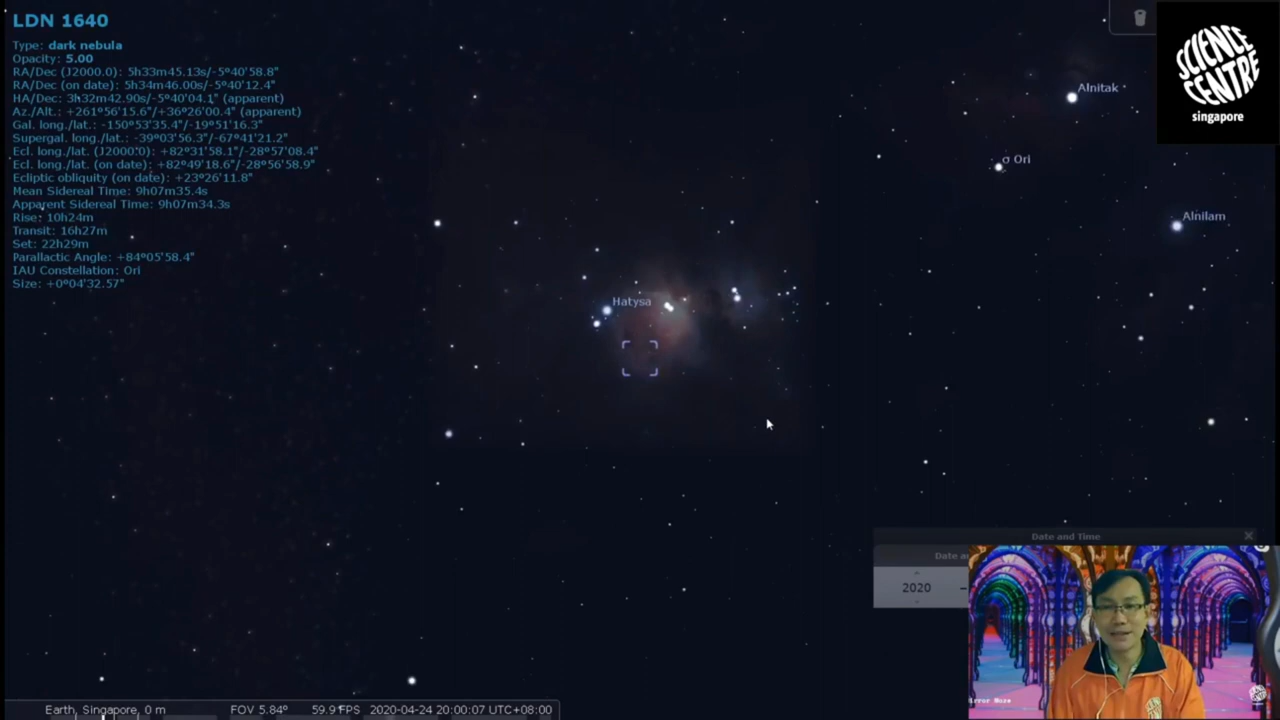 LDN 1640
Type: dark nebula
Opacity: 5.00
RA/Dec (J2000.0): 5h33m45.13s/-5°40'58.8"
RA/Dec (on date): 5h34m46.00s/-5°40'12.4"
HA/Dec: 3h32m42.90s/-5°40'04.1" (apparent)
Az./Alt.: +261°56'15.6"/+36°26'00.4" (apparent)
Gal. long./lat.: -150°53'35.4"/-19°51'16.3"
Supergal. long./lat.: -39°03'56.3"/-67°41'21.2"
Ecl. long./lat. (J2000.0): +82°31'58.1"/-28°57'08.4"
Ecl. long./lat. (on date): +82°49'18.6"/-28°56'58.9"
Ecliptic obliquity (on date): +23°26'11.8"
Mean Sidereal Time: 9h07m35.4s
Apparent Sidereal Time: 9h07m34.3s
Rise: 10h24m
Transit: 16h27m
Set: 22h29m
Parallactic Angle: +84°05'58.4"
IAU Constellation: Ori
Size: +0°04'32.57"
SCIENCE
CENTRE
singapore
Alnitak
σ Ori
Alnilam
Hatysa
Date and Time
Date a
2020 –
Earth, Singapore, 0 m FOV 5.84° 59.9 FPS 2020-04-24 20:00:07 UTC+08:00